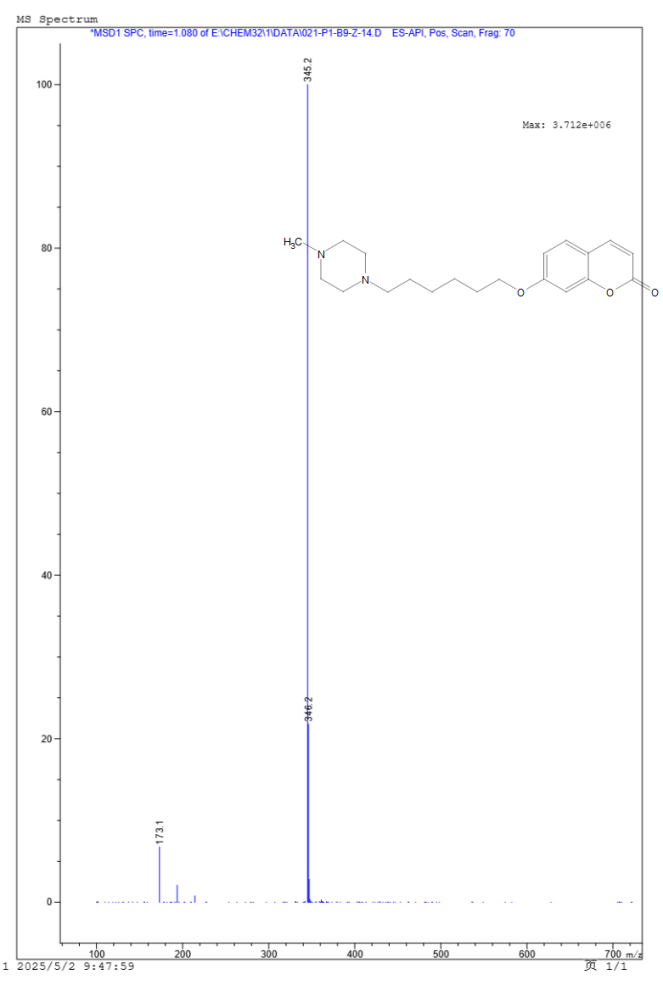 MS Spectrum
*MSD1 SPC, time=1.080 of E:\CHEM32\1\DATA\021-P1-B9-Z-14.D    ES-API, Pos, Scan, Frag: 70
345.2
100
Max: 3.712e+006
H3C
N
N
O
O
O
80
60
40
346.2
20
173.1
0
100 200 300 400 500 600 700 m/z
1 2025/5/2 9:47:59 页 1/1